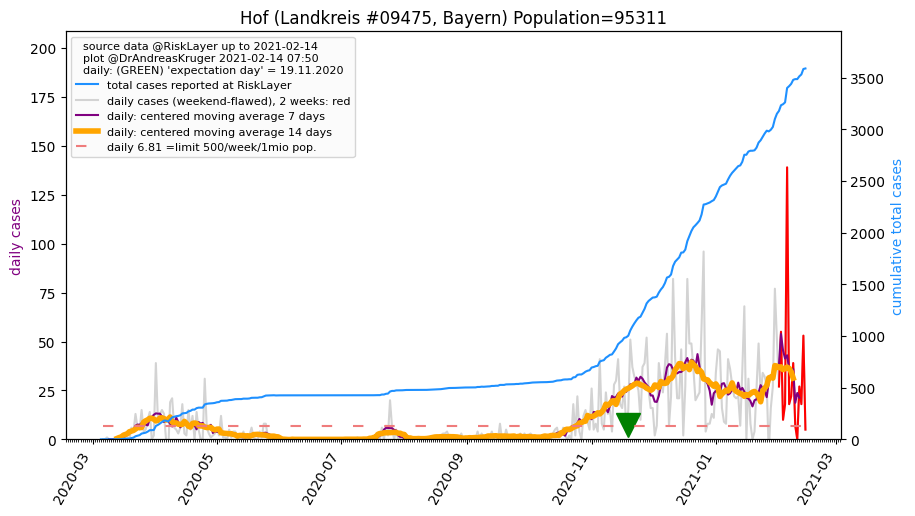 Hof (Landkreis #09475, Bayern) Population=95311
source data @RiskLayer up to 2021-02-14
plot @DrAndreasKruger 2021-02-14 07:50
daily: (GREEN) 'expectation day' = 19.11.2020
total cases reported at RiskLayer
daily cases (weekend-flawed), 2 weeks: red
daily: centered moving average 7 days
daily: centered moving average 14 days
daily 6.81 =limit 500/week/1mio pop.
daily cases
200
175
150
125
100
75
50
25
0
cumulative total cases
3500
3000
2500
2000
1500
1000
500
0
2020-03
2020-05
2020-07
2020-09
2020-11
2021-01
2021-03